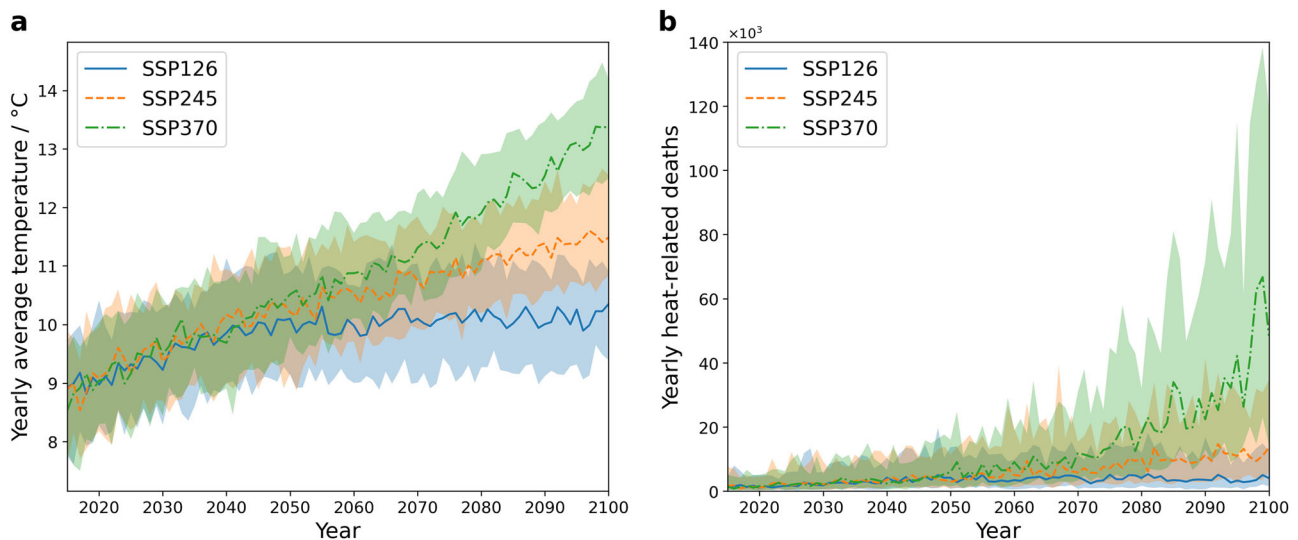 a
SSP126
SSP245
SSP370
Yearly average temperature / °C
14
13
12
11
10
9
8
2020 2030 2040 2050 2060 2070 2080 2090 2100
Year
b
×10³
SSP126
SSP245
SSP370
Yearly heat-related deaths
140
120
100
80
60
40
20
0
2020 2030 2040 2050 2060 2070 2080 2090 2100
Year